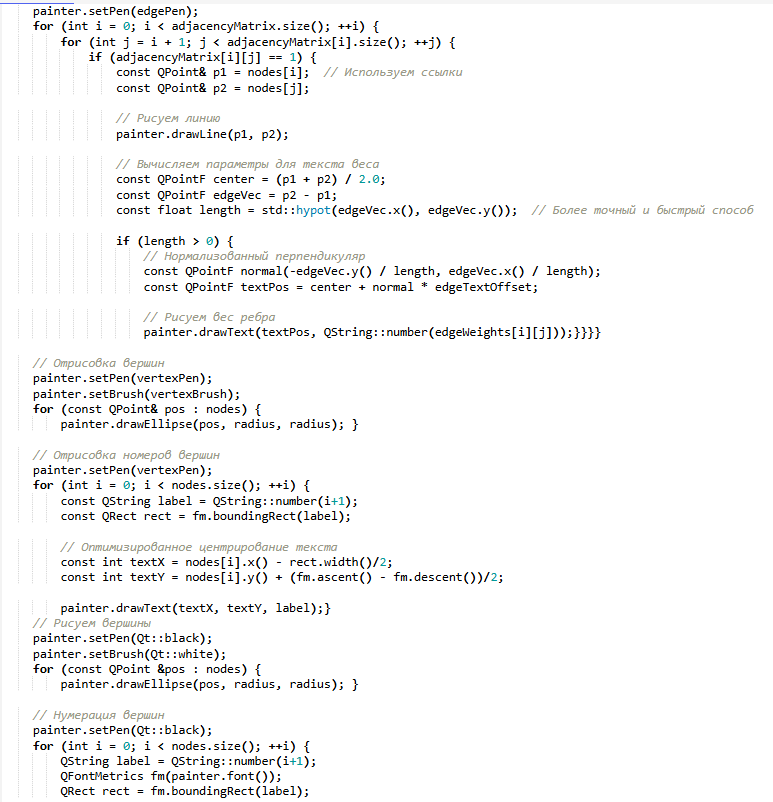 painter.setPen(edgePen);
for (int i = 0; i < adjacencyMatrix.size(); ++i) {
    for (int j = i + 1; j < adjacencyMatrix[i].size(); ++j) {
        if (adjacencyMatrix[i][j] == 1) {
            const QPoint& p1 = nodes[i];  // Используем ссылки
            const QPoint& p2 = nodes[j];

            // Рисуем линию
            painter.drawLine(p1, p2);

            // Вычисляем параметры для текста веса
            const QPointF center = (p1 + p2) / 2.0;
            const QPointF edgeVec = p2 - p1;
            const float length = std::hypot(edgeVec.x(), edgeVec.y());  // Более точный и быстрый способ

            if (length > 0) {
                // Нормализованный перпендикуляр
                const QPointF normal(-edgeVec.y() / length, edgeVec.x() / length);
                const QPointF textPos = center + normal * edgeTextOffset;

                // Рисуем вес ребра
                painter.drawText(textPos, QString::number(edgeWeights[i][j]));}}}}

// Отрисовка вершин
painter.setPen(vertexPen);
painter.setBrush(vertexBrush);
for (const QPoint& pos : nodes) {
    painter.drawEllipse(pos, radius, radius); }

// Отрисовка номеров вершин
painter.setPen(vertexPen);
for (int i = 0; i < nodes.size(); ++i) {
    const QString label = QString::number(i+1);
    const QRect rect = fm.boundingRect(label);

    // Оптимизированное центрирование текста
    const int textX = nodes[i].x() - rect.width()/2;
    const int textY = nodes[i].y() + (fm.ascent() - fm.descent())/2;

    painter.drawText(textX, textY, label);}
// Рисуем вершины
painter.setPen(Qt::black);
painter.setBrush(Qt::white);
for (const QPoint &pos : nodes) {
    painter.drawEllipse(pos, radius, radius); }

// Нумерация вершин
painter.setPen(Qt::black);
for (int i = 0; i < nodes.size(); ++i) {
    QString label = QString::number(i+1);
    QFontMetrics fm(painter.font());
    QRect rect = fm.boundingRect(label);